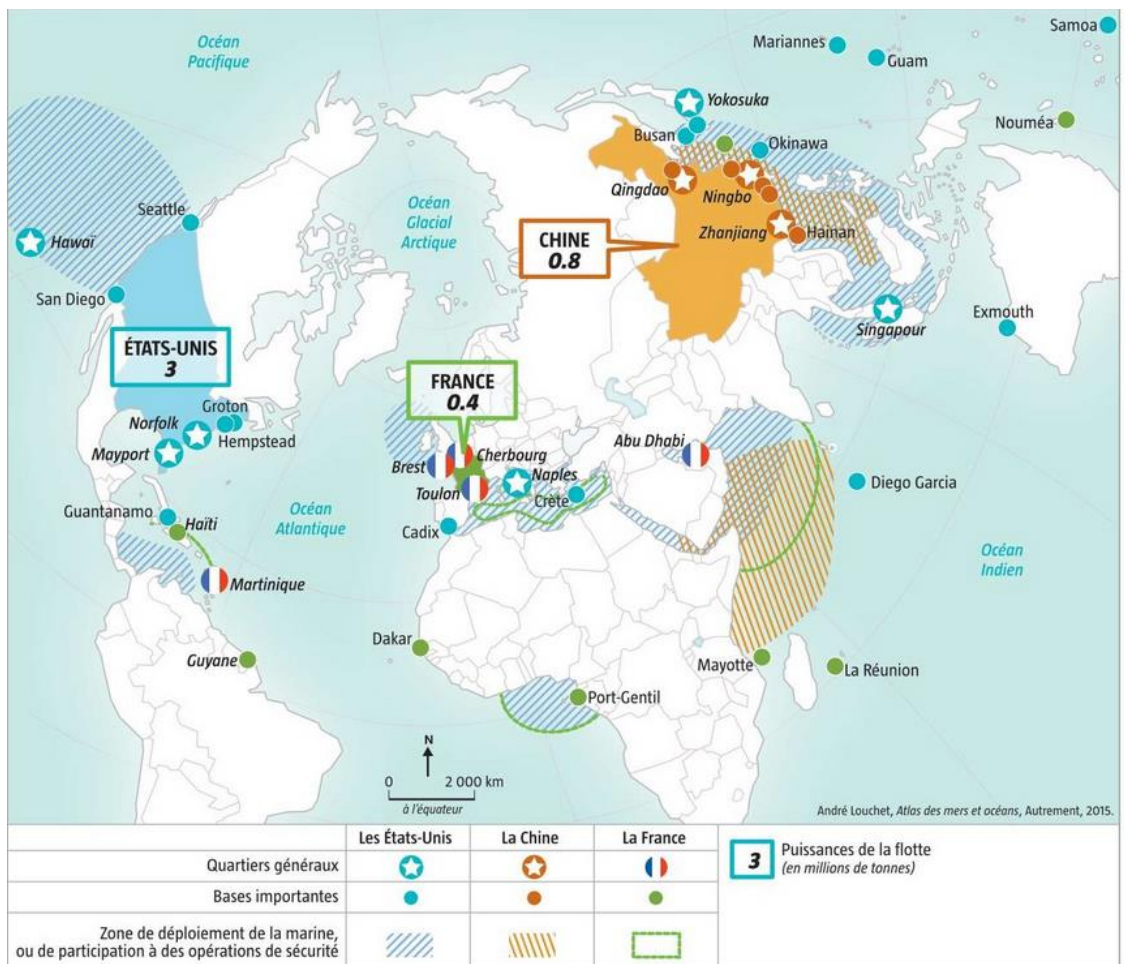 Océan
Pacifique
Samoa
Mariannes
Guam
Yokosuka
Nouméa
Busan
Okinawa
Qingdao
Ningbo
Seattle
Océan
Glacial
Arctique
Hawaï
CHINE
0.8
Zhanjiang
Hainan
San Diego
Singapour
Exmouth
ÉTATS-UNIS
3
FRANCE
0.4
Groton
Norfolk
Hempstead
Mayport
Abu Dhabi
Cherbourg
Brest
Naples
Toulon
Crète
Diego Garcia
Guantanamo
Océan
Atlantique
Haïti
Cadix
Océan
Indien
Martinique
Dakar
Guyane
Mayotte
La Réunion
Port-Gentil
N
0 2 000 km
à l'équateur
André Louchet, Atlas des mers et océans, Autrement, 2015.
Les États-Unis La Chine La France
Quartiers généraux
Bases importantes
Zone de déploiement de la marine,
ou de participation à des opérations de sécurité
3 Puissances de la flotte
(en millions de tonnes)